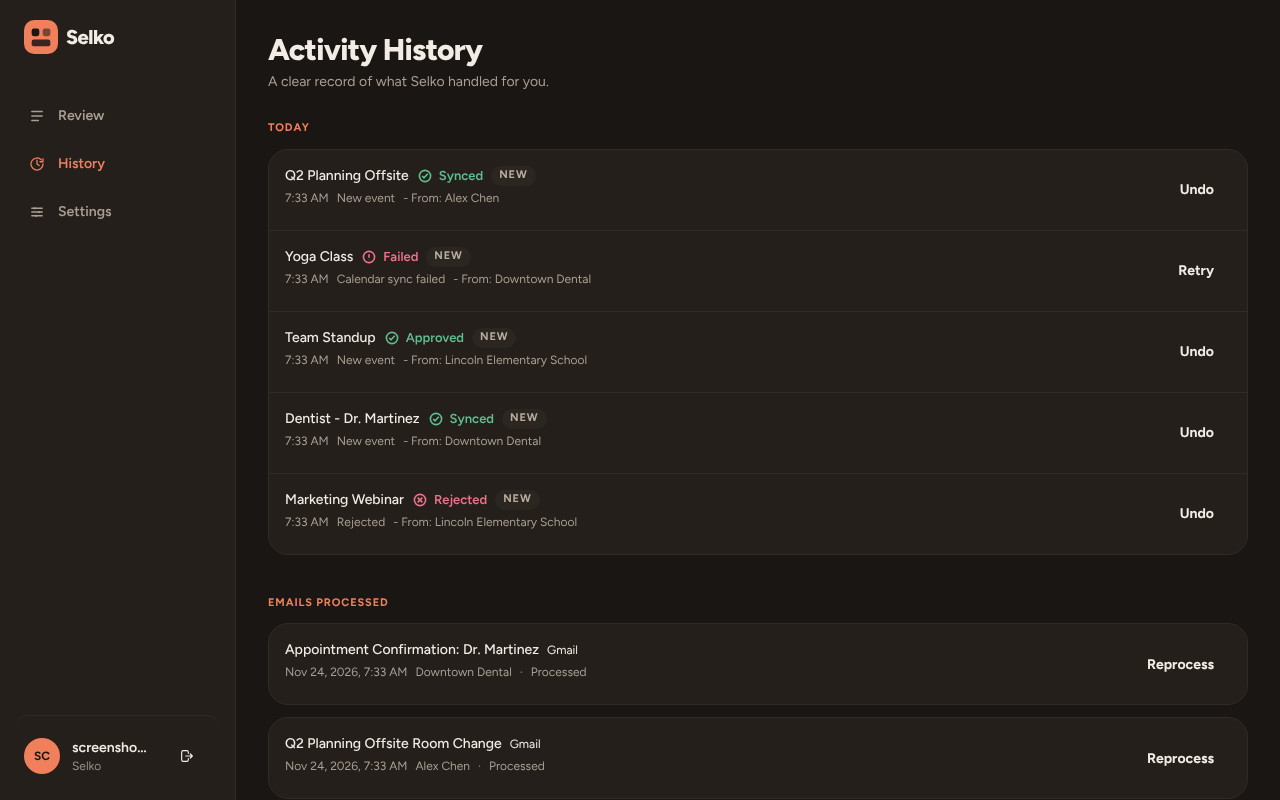 Selko
Review
History
Settings
SC
screensho...
Selko
Activity History
A clear record of what Selko handled for you.
TODAY
Q2 Planning Offsite Synced NEW
7:33 AM New event - From: Alex Chen
Undo
Yoga Class Failed NEW
7:33 AM Calendar sync failed - From: Downtown Dental
Retry
Team Standup Approved NEW
7:33 AM New event - From: Lincoln Elementary School
Undo
Dentist - Dr. Martinez Synced NEW
7:33 AM New event - From: Downtown Dental
Undo
Marketing Webinar Rejected NEW
7:33 AM Rejected - From: Lincoln Elementary School
Undo
EMAILS PROCESSED
Appointment Confirmation: Dr. Martinez Gmail
Nov 24, 2026, 7:33 AM Downtown Dental · Processed
Reprocess
Q2 Planning Offsite Room Change Gmail
Nov 24, 2026, 7:33 AM Alex Chen · Processed
Reprocess